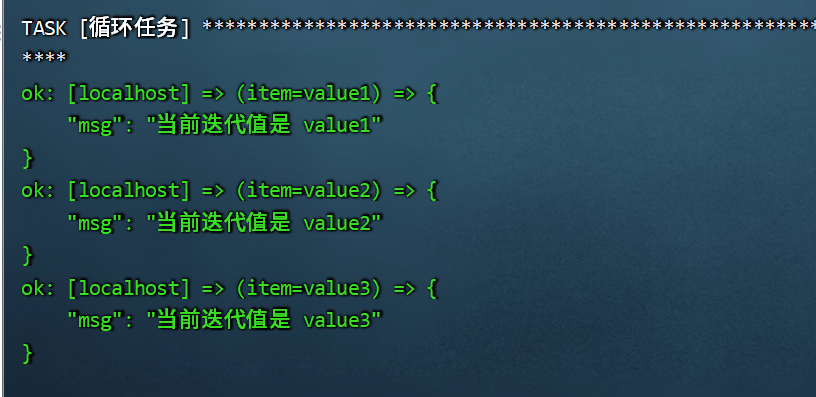 TASK [循环任务] *******************************************************
****
ok: [localhost] => (item=value1) => {
    "msg": "当前迭代值是 value1"
}
ok: [localhost] => (item=value2) => {
    "msg": "当前迭代值是 value2"
}
ok: [localhost] => (item=value3) => {
    "msg": "当前迭代值是 value3"
}